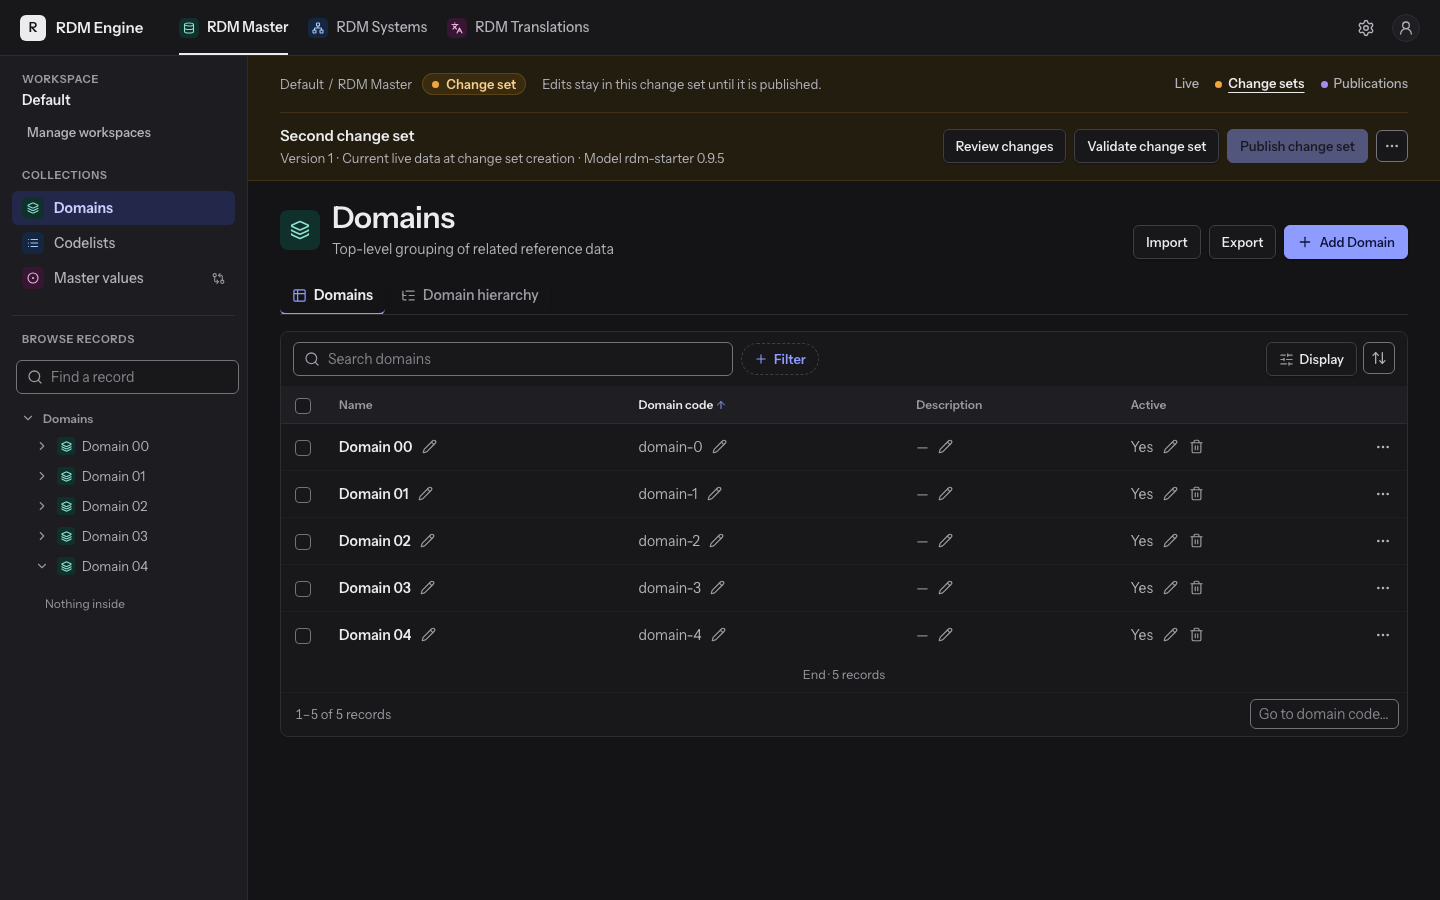 R RDM Engine RDM Master RDM Systems RDM Translations
WORKSPACE
Default
Manage workspaces
COLLECTIONS
Domains
Codelists
Master values
BROWSE RECORDS
Find a record
Domains
Domain 00
Domain 01
Domain 02
Domain 03
Domain 04
Nothing inside
Default / RDM Master Change set Edits stay in this change set until it is published. Live Change sets Publications
Second change set
Version 1 · Current live data at change set creation · Model rdm-starter 0.9.5
Review changes Validate change set Publish change set ...
Domains
Top-level grouping of related reference data
Import Export + Add Domain
Domains Domain hierarchy
Search domains + Filter Display
Name Domain code ↑ Description Active
Domain 00 domain-0 — Yes ...
Domain 01 domain-1 — Yes ...
Domain 02 domain-2 — Yes ...
Domain 03 domain-3 — Yes ...
Domain 04 domain-4 — Yes ...
End · 5 records
1–5 of 5 records Go to domain code...